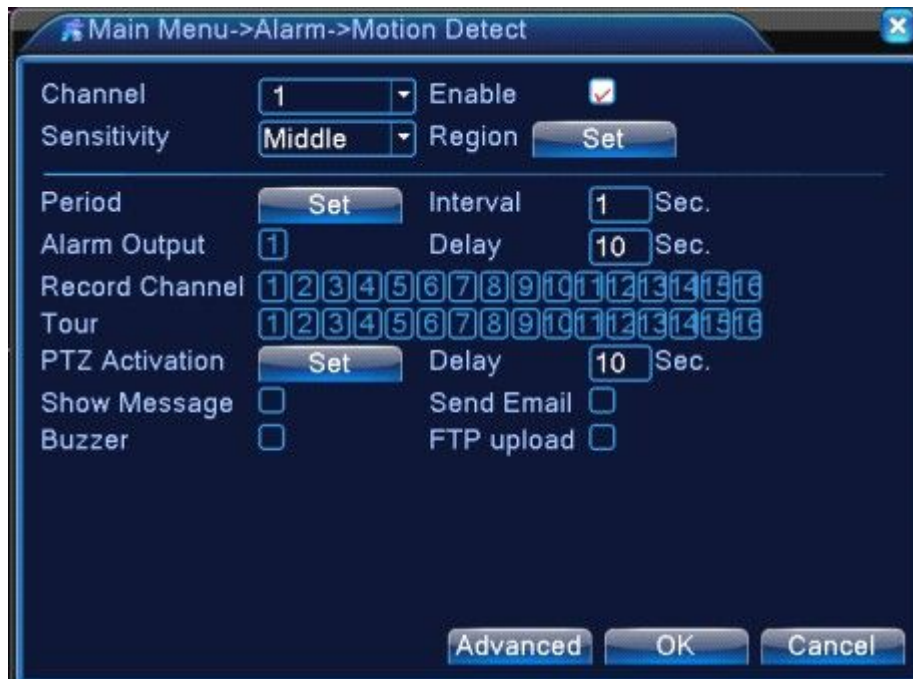 Main Menu->Alarm->Motion Detect
Channel 1 Enable
Sensitivity Middle Region Set
Period Set Interval 1 Sec.
Alarm Output 1 Delay 10 Sec.
Record Channel 1 2 3 4 5 6 7 8 9 10 11 12 13 14 15 16
Tour 1 2 3 4 5 6 7 8 9 10 11 12 13 14 15 16
PTZ Activation Set Delay 10 Sec.
Show Message Send Email
Buzzer FTP upload
Advanced OK Cancel